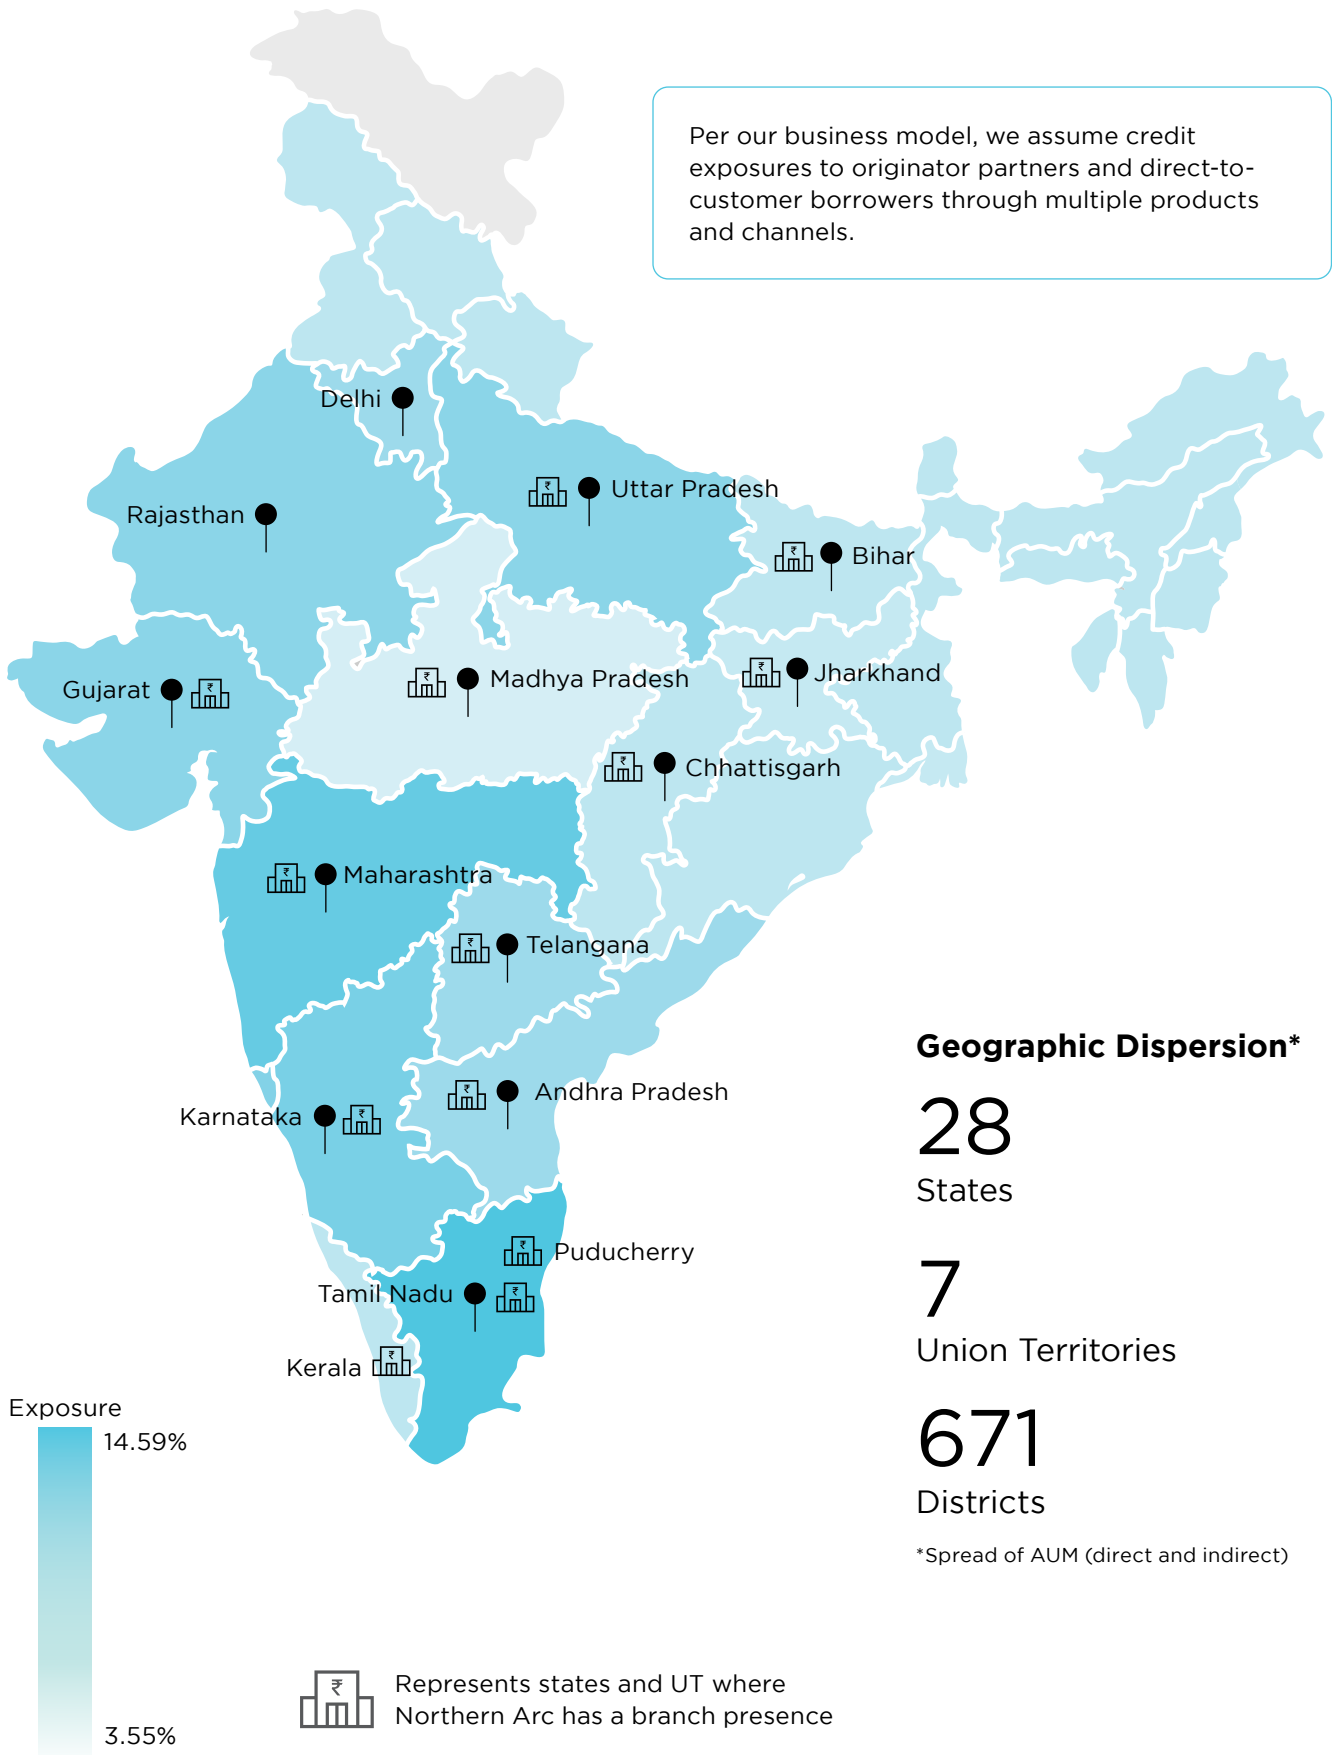 Per our business model, we assume credit
exposures to originator partners and direct-to-
customer borrowers through multiple products
and channels.
Delhi
Uttar Pradesh
Rajasthan
Bihar
Jharkhand
Madhya Pradesh
Gujarat
Chhattisgarh
Maharashtra
Telangana
Andhra Pradesh
Karnataka
Puducherry
Tamil Nadu
Kerala
Geographic Dispersion*
28
States
7
Union Territories
671
Districts
*Spread of AUM (direct and indirect)
Exposure
14.59%
3.55%
₹
Represents states and UT where
Northern Arc has a branch presence